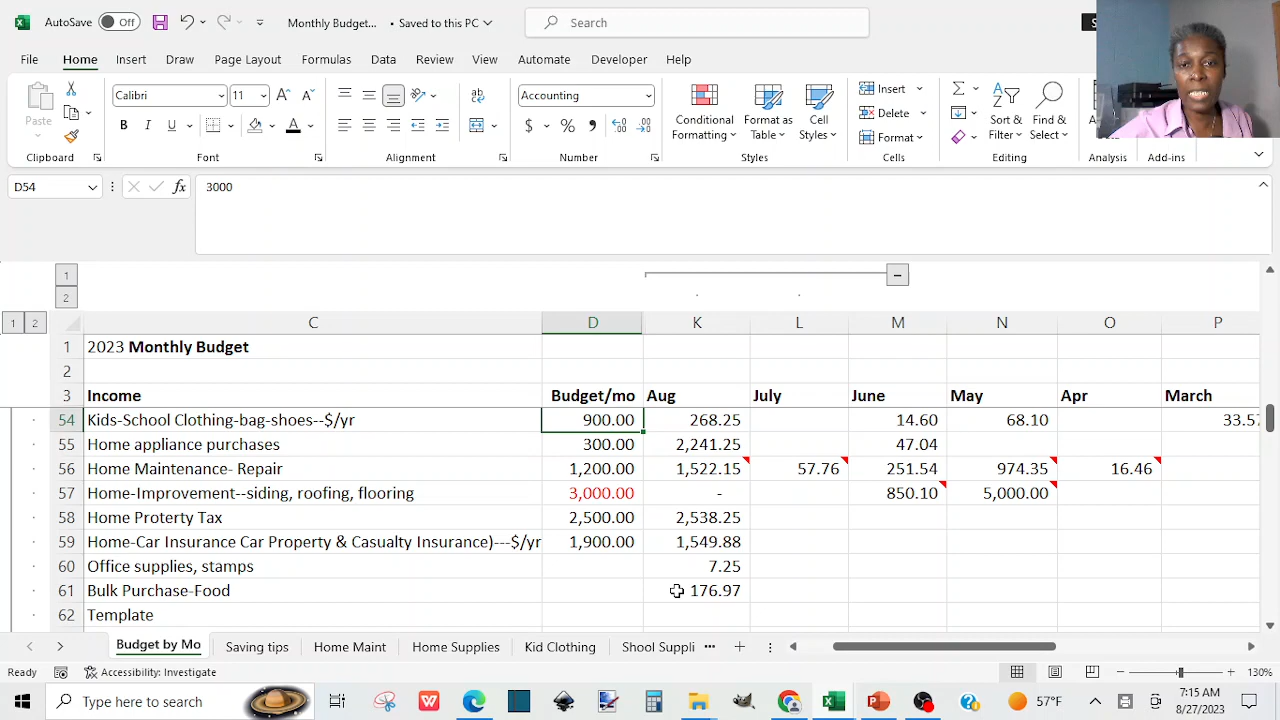 AutoSave Off Monthly Budget... • Saved to this PC Search
File Home Insert Draw Page Layout Formulas Data Review View Automate Developer Help
Calibri 11 Accounting Insert
Paste B I U $ % Conditional Formatting Format as Table Cell Styles Delete Format Sort & Filter Find & Select
Clipboard Font Alignment Number Styles Cells Editing Analysis Add-ins
D54 fx 3000
1
2
1 2 C D K L M N O P
1 2023 Monthly Budget
2
3 Income Budget/mo Aug July June May Apr March
54 Kids-School Clothing-bag-shoes--$/yr 900.00 268.25 14.60 68.10 33.57
55 Home appliance purchases 300.00 2,241.25 47.04
56 Home Maintenance- Repair 1,200.00 1,522.15 57.76 251.54 974.35 16.46
57 Home-Improvement--siding, roofing, flooring 3,000.00 - 850.10 5,000.00
58 Home Proterty Tax 2,500.00 2,538.25
59 Home-Car Insurance Car Property & Casualty Insurance)---$/yr 1,900.00 1,549.88
60 Office supplies, stamps 7.25
61 Bulk Purchase-Food 176.97
62 Template
Budget by Mo Saving tips Home Maint Home Supplies Kid Clothing Shool Suppli ...
Ready Accessibility: Investigate 130%
Type here to search 57°F 7:15 AM
8/27/2023